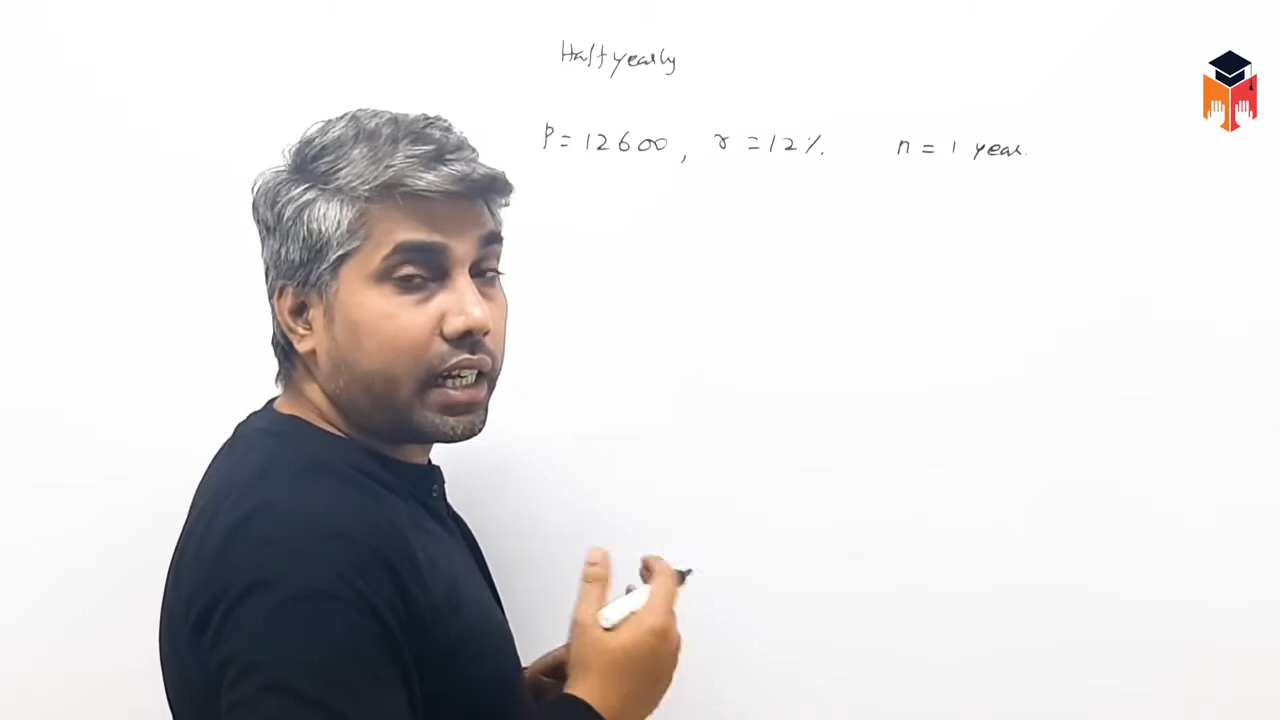 Half yearly
P = 12600, r = 12%. n = 1 year.